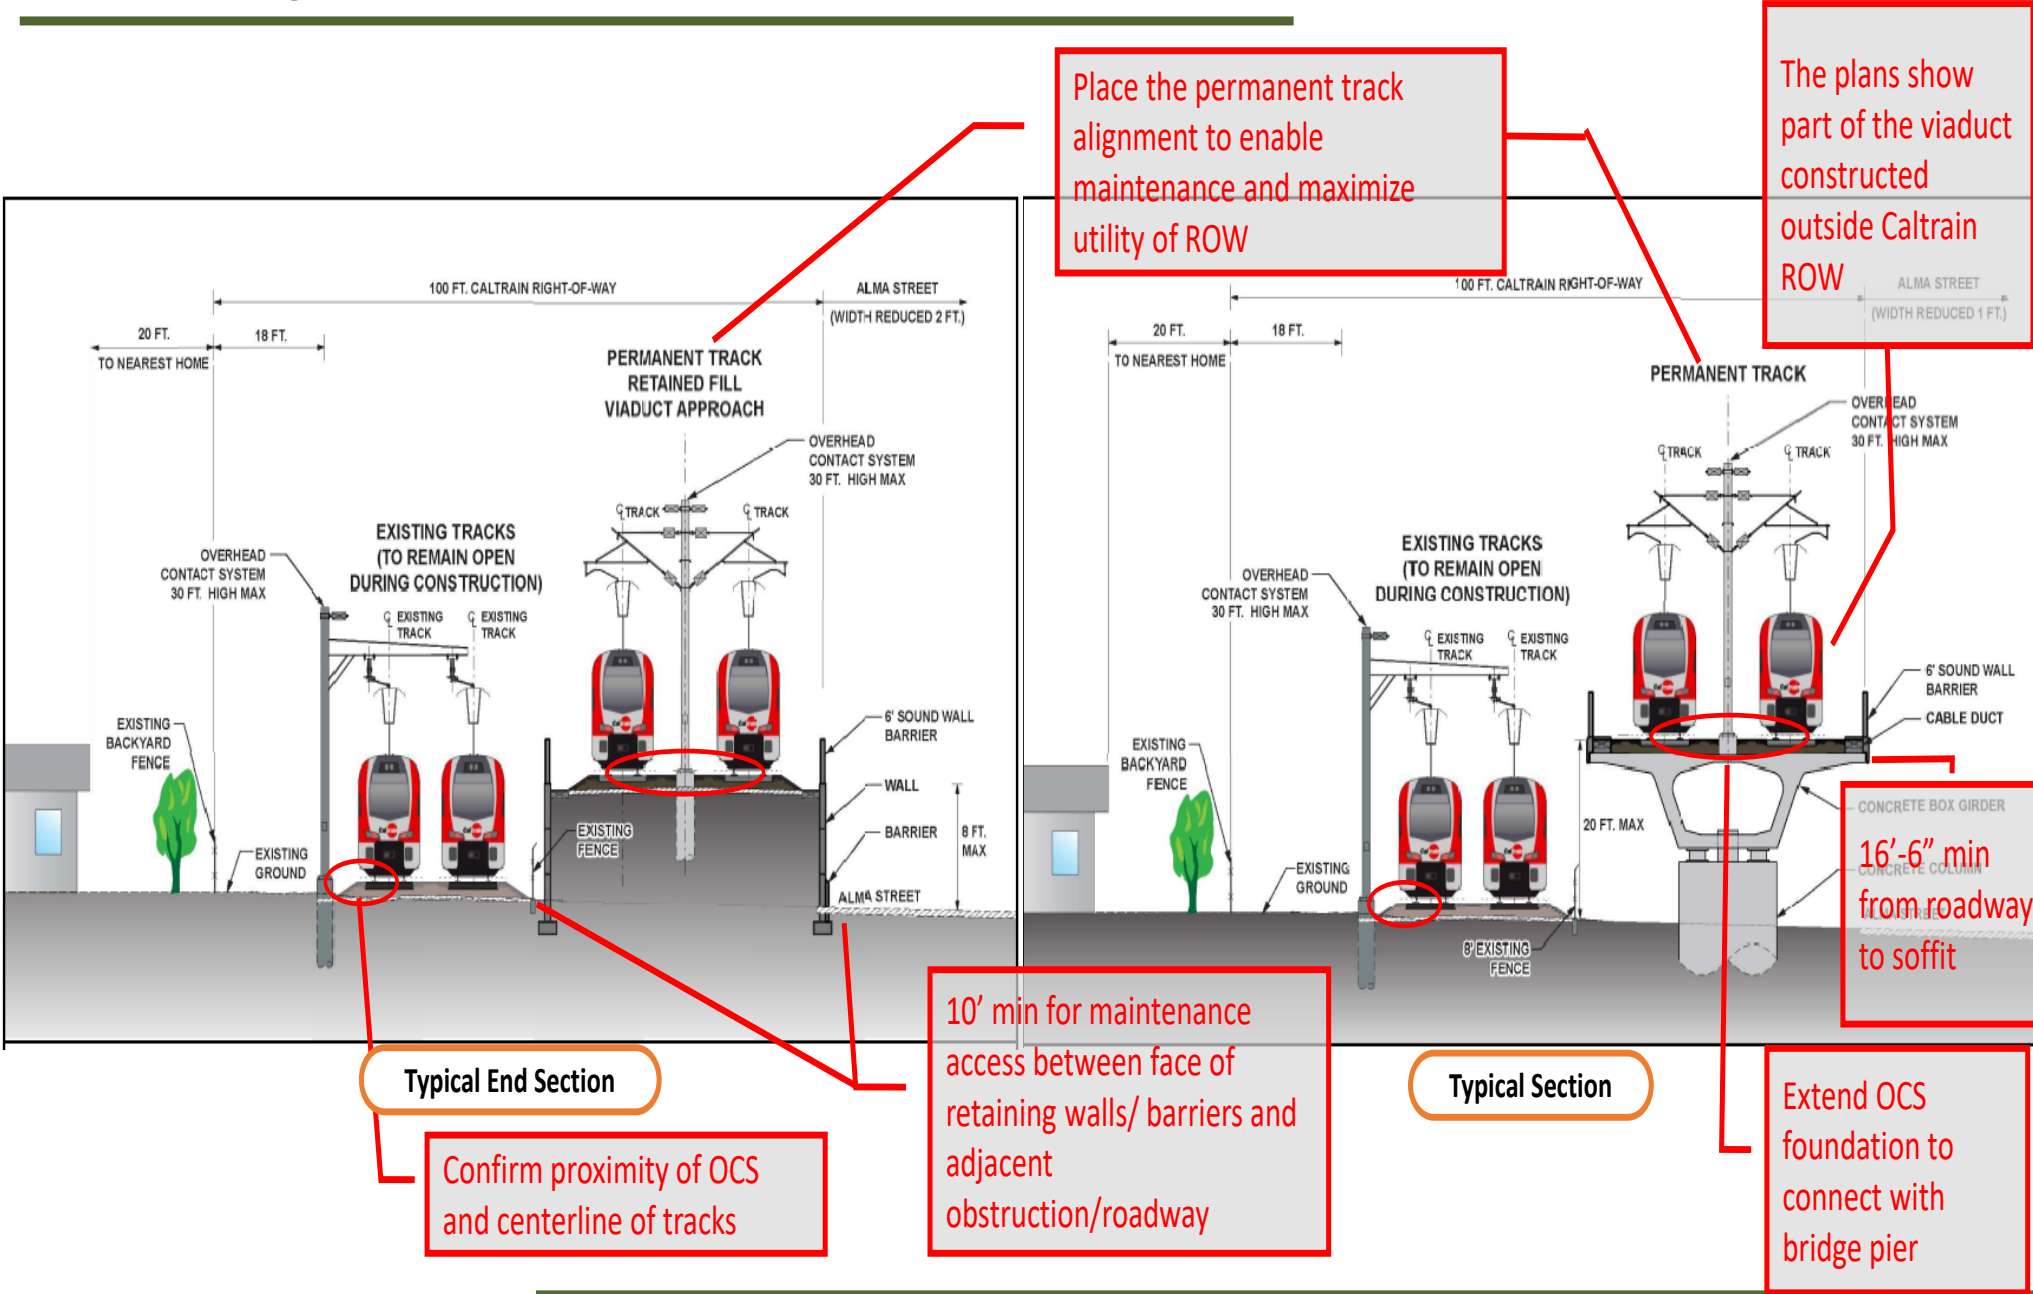 Place the permanent track
alignment to enable
maintenance and maximize
utility of ROW
The plans show
part of the viaduct
constructed
outside Caltrain
ROW
100 FT. CALTRAIN RIGHT-OF-WAY
ALMA STREET
(WIDTH REDUCED 2 FT.)
20 FT.
TO NEAREST HOME
18 FT.
PERMANENT TRACK
RETAINED FILL
VIADUCT APPROACH
OVERHEAD
CONTACT SYSTEM
30 FT. HIGH MAX
℄ TRACK
℄ TRACK
EXISTING TRACKS
(TO REMAIN OPEN
DURING CONSTRUCTION)
OVERHEAD
CONTACT SYSTEM
30 FT. HIGH MAX
℄ EXISTING
TRACK
℄ EXISTING
TRACK
EXISTING
BACKYARD
FENCE
6' SOUND WALL
BARRIER
WALL
BARRIER
8 FT.
MAX
EXISTING
FENCE
EXISTING
GROUND
ALMA STREET
Typical End Section
Confirm proximity of OCS
and centerline of tracks
10’ min for maintenance
access between face of
retaining walls/ barriers and
adjacent
obstruction/roadway
100 FT. CALTRAIN RIGHT-OF-WAY
ALMA STREET
(WIDTH REDUCED 1 FT.)
20 FT.
TO NEAREST HOME
18 FT.
PERMANENT TRACK
OVERHEAD
CONTACT SYSTEM
30 FT. HIGH MAX
℄ TRACK
℄ TRACK
EXISTING TRACKS
(TO REMAIN OPEN
DURING CONSTRUCTION)
OVERHEAD
CONTACT SYSTEM
30 FT. HIGH MAX
℄ EXISTING
TRACK
℄ EXISTING
TRACK
6' SOUND WALL
BARRIER
CABLE DUCT
EXISTING
BACKYARD
FENCE
20 FT. MAX
CONCRETE BOX GIRDER
CONCRETE COLUMN
ALMA STREET
EXISTING
GROUND
8' EXISTING
FENCE
16’-6” min
from roadway
to soffit
Typical Section
Extend OCS
foundation to
connect with
bridge pier